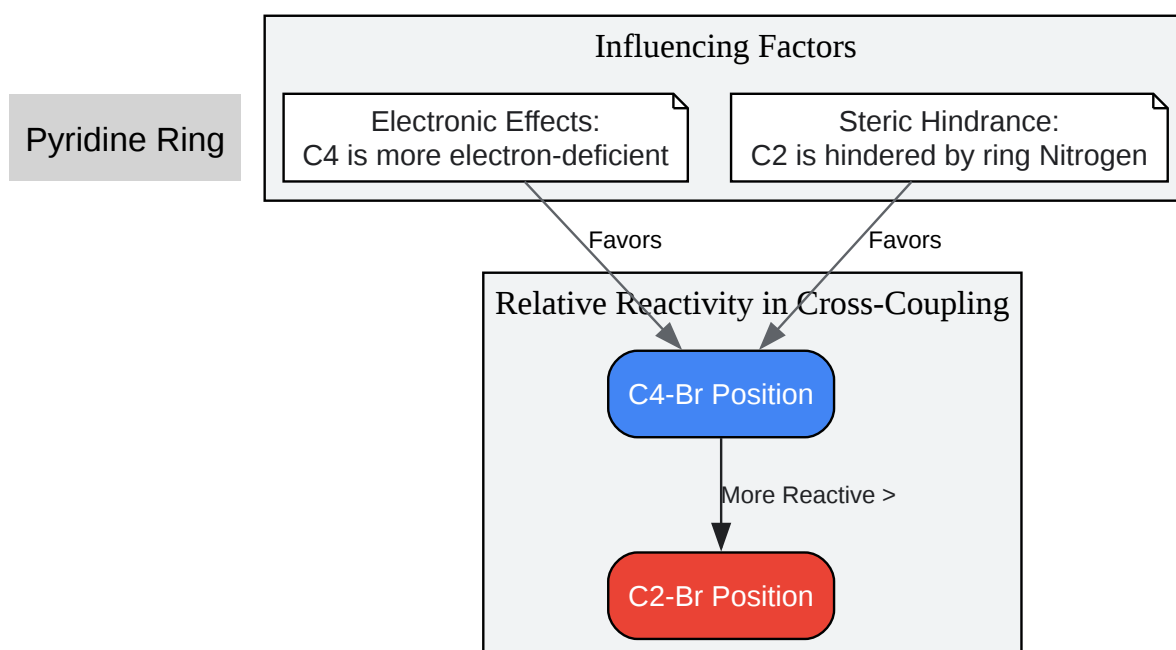 Influencing Factors
Pyridine Ring
Electronic Effects:
C4 is more electron-deficient
Steric Hindrance:
C2 is hindered by ring Nitrogen
Favors
Favors
Relative Reactivity in Cross-Coupling
C4-Br Position
More Reactive >
C2-Br Position